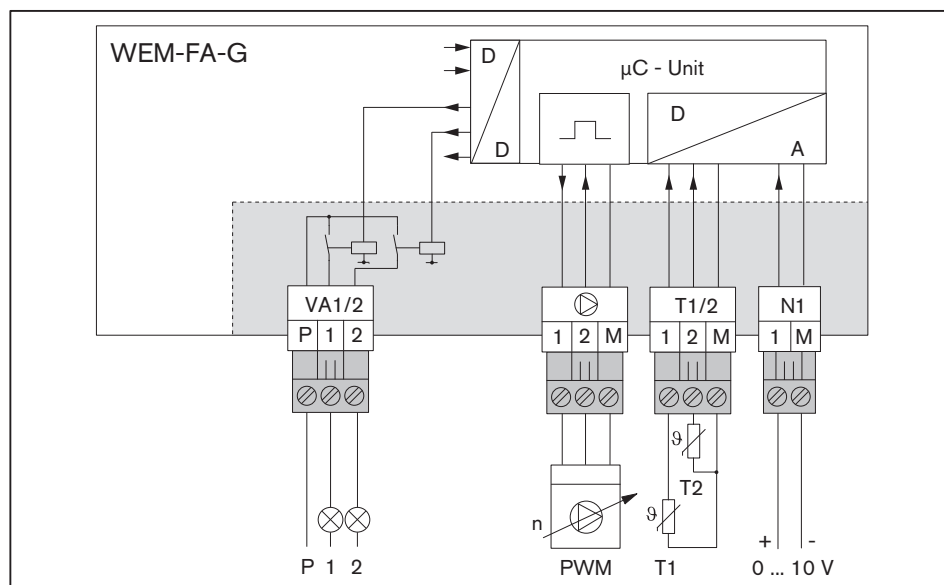 WEM-FA-G
D
D
µC - Unit
D
A
VA1/2
P 1 2
1 2 M
T1/2
1 2 M
N1
1 M
ϑ
T2
ϑ
n
+ -
P 1 2
PWM
T1
0 ... 10 V